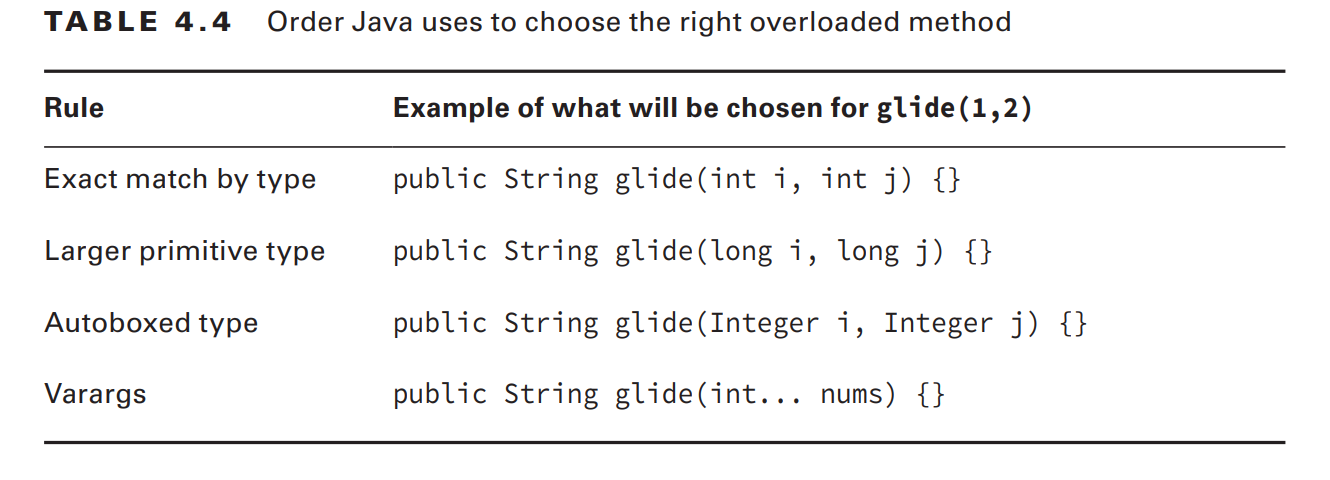 TABLE 4.4 Order Java uses to choose the right overloaded method
Rule Example of what will be chosen for glide(1,2)
Exact match by type public String glide(int i, int j) {}
Larger primitive type public String glide(long i, long j) {}
Autoboxed type public String glide(Integer i, Integer j) {}
Varargs public String glide(int... nums) {}